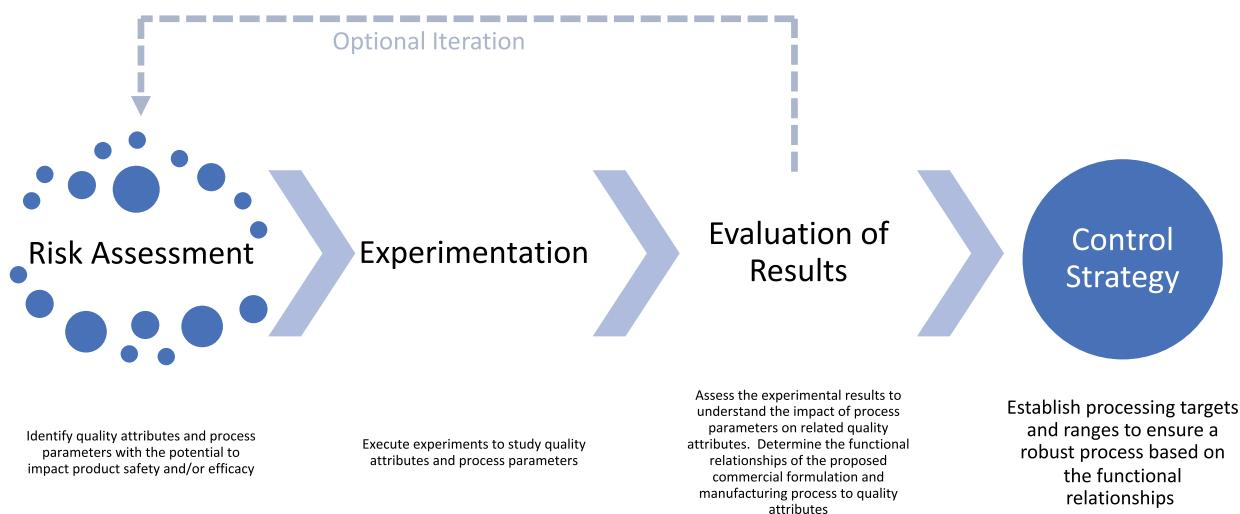 Optional Iteration
Risk Assessment
Experimentation
Evaluation of
Results
Control
Strategy
Identify quality attributes and process
parameters with the potential to
impact product safety and/or efficacy
Execute experiments to study quality
attributes and process parameters
Assess the experimental results to
understand the impact of process
parameters on related quality
attributes.  Determine the functional
relationships of the proposed
commercial formulation and
manufacturing process to quality
attributes
Establish processing targets
and ranges to ensure a
robust process based on
the functional
relationships